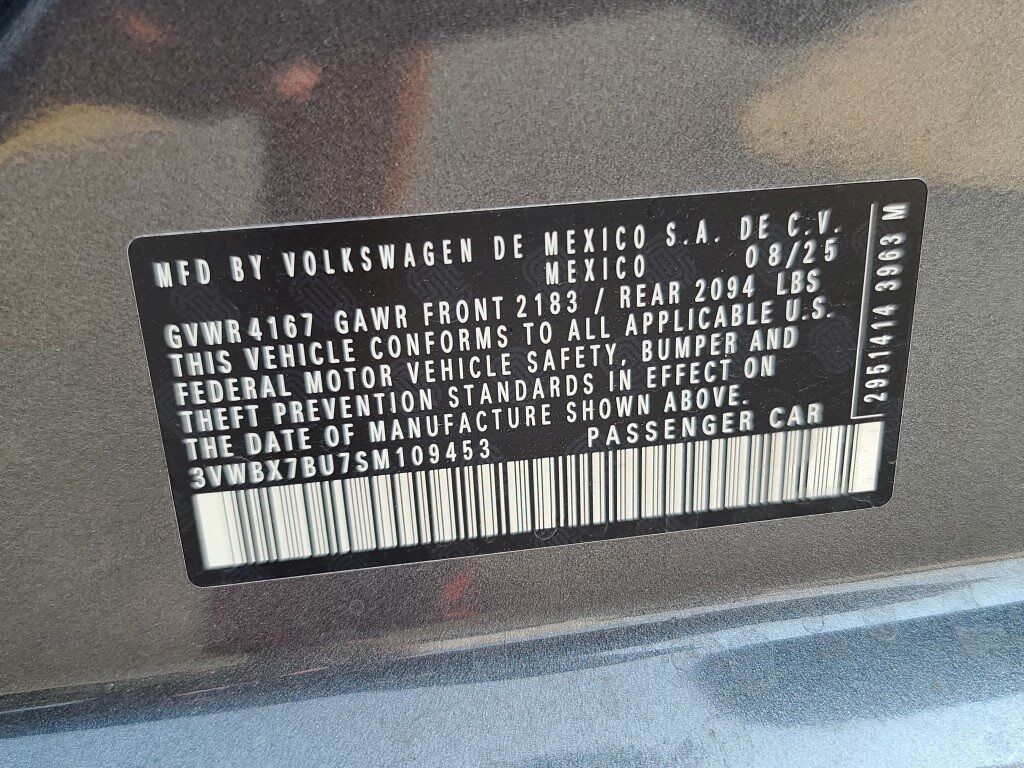 MFD BY VOLKSWAGEN DE MEXICO S.A. DE C.V.
MEXICO 08/25
GVWR 4167 GAWR FRONT 2183 / REAR 2094 LBS
THIS VEHICLE CONFORMS TO ALL APPLICABLE U.S.
FEDERAL MOTOR VEHICLE SAFETY, BUMPER AND
THEFT PREVENTION STANDARDS IN EFFECT ON
THE DATE OF MANUFACTURE SHOWN ABOVE.
3VWBX7BU7SM109453 PASSENGER CAR
2951414 3963 M